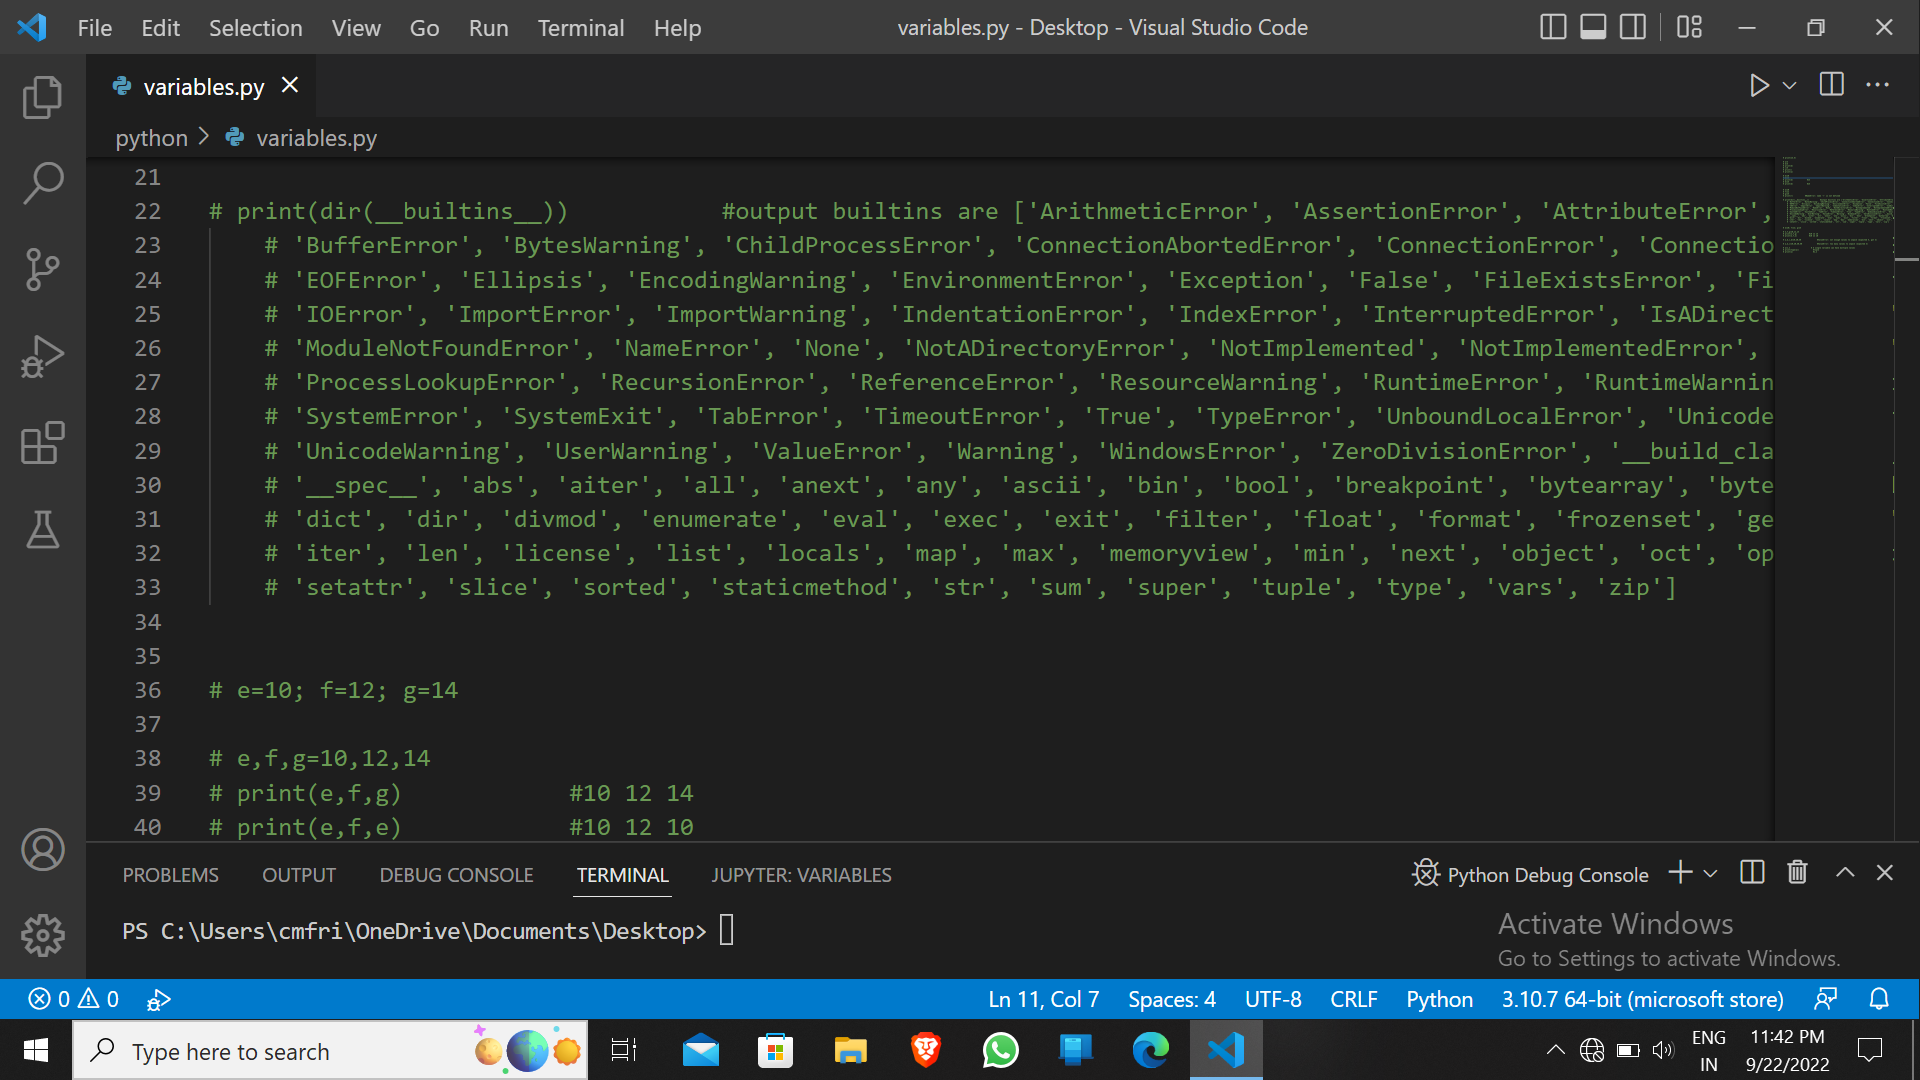 File Edit Selection View Go Run Terminal Help
variables.py - Desktop - Visual Studio Code
variables.py
python > variables.py
21
22 # print(dir(__builtins__)) #output builtins are ['ArithmeticError', 'AssertionError', 'AttributeError',
23 # 'BufferError', 'BytesWarning', 'ChildProcessError', 'ConnectionAbortedError', 'ConnectionError', 'Connectio
24 # 'EOFError', 'Ellipsis', 'EncodingWarning', 'EnvironmentError', 'Exception', 'False', 'FileExistsError', 'Fi
25 # 'IOError', 'ImportError', 'ImportWarning', 'IndentationError', 'IndexError', 'InterruptedError', 'IsADirect
26 # 'ModuleNotFoundError', 'NameError', 'None', 'NotADirectoryError', 'NotImplemented', 'NotImplementedError',
27 # 'ProcessLookupError', 'RecursionError', 'ReferenceError', 'ResourceWarning', 'RuntimeError', 'RuntimeWarnin
28 # 'SystemError', 'SystemExit', 'TabError', 'TimeoutError', 'True', 'TypeError', 'UnboundLocalError', 'Unicode
29 # 'UnicodeWarning', 'UserWarning', 'ValueError', 'Warning', 'WindowsError', 'ZeroDivisionError', '__build_cla
30 # '__spec__', 'abs', 'aiter', 'all', 'anext', 'any', 'ascii', 'bin', 'bool', 'breakpoint', 'bytearray', 'byte
31 # 'dict', 'dir', 'divmod', 'enumerate', 'eval', 'exec', 'exit', 'filter', 'float', 'format', 'frozenset', 'ge
32 # 'iter', 'len', 'license', 'list', 'locals', 'map', 'max', 'memoryview', 'min', 'next', 'object', 'oct', 'op
33 # 'setattr', 'slice', 'sorted', 'staticmethod', 'str', 'sum', 'super', 'tuple', 'type', 'vars', 'zip']
34
35
36 # e=10; f=12; g=14
37
38 # e,f,g=10,12,14
39 # print(e,f,g) #10 12 14
40 # print(e,f,e) #10 12 10
PROBLEMS OUTPUT DEBUG CONSOLE TERMINAL JUPYTER: VARIABLES
Python Debug Console
PS C:\Users\cmfri\OneDrive\Documents\Desktop>
Activate Windows
Go to Settings to activate Windows.
0 0
Ln 11, Col 7 Spaces: 4 UTF-8 CRLF Python 3.10.7 64-bit (microsoft store)
Type here to search
ENG
IN
11:42 PM
9/22/2022